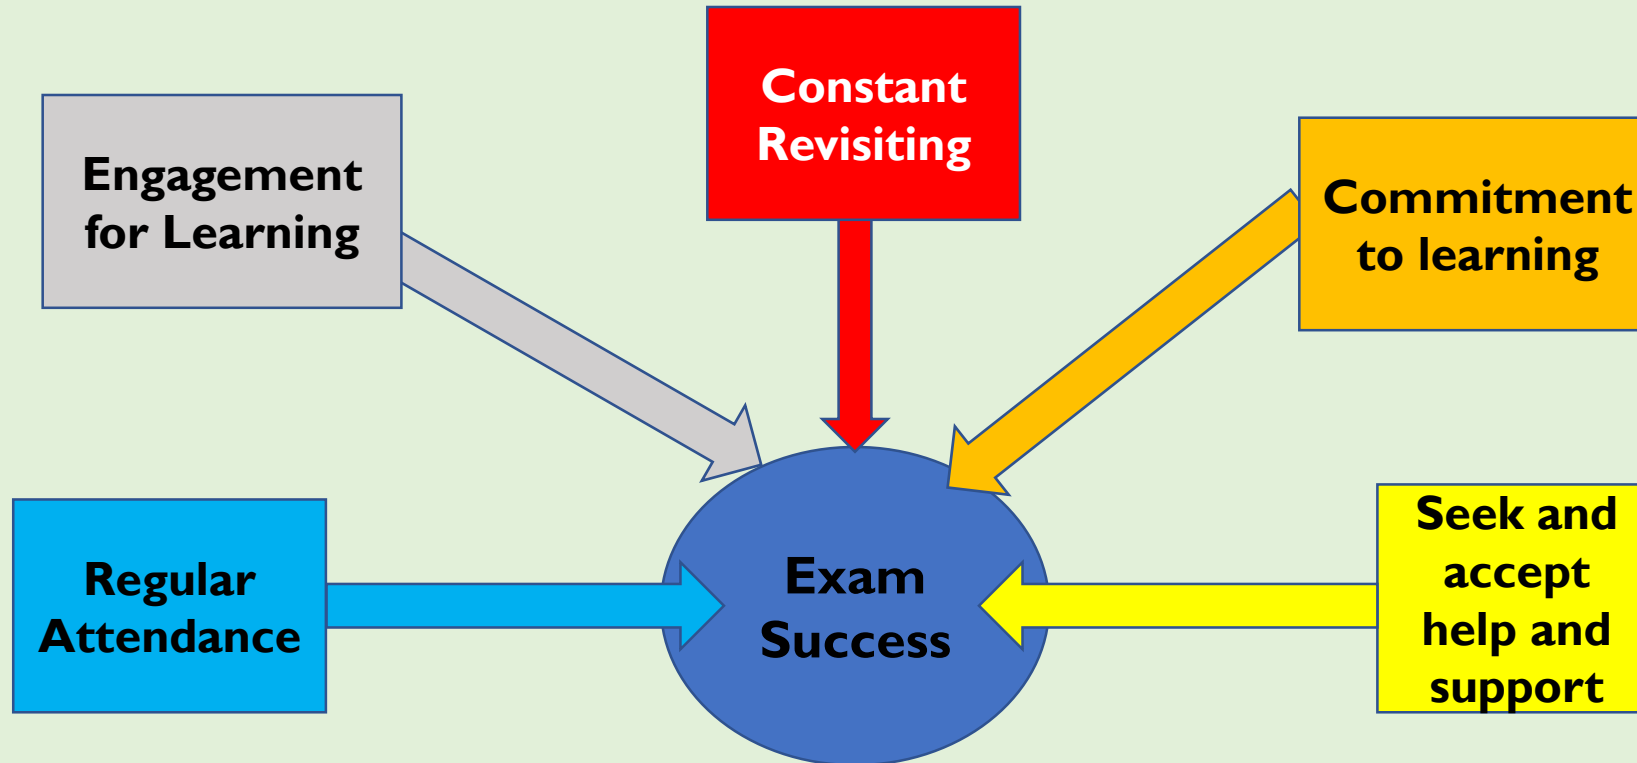 Constant
Revisiting
Engagement
for Learning
Commitment
to learning
Regular
Attendance
Exam
Success
Seek and
accept
help and
support